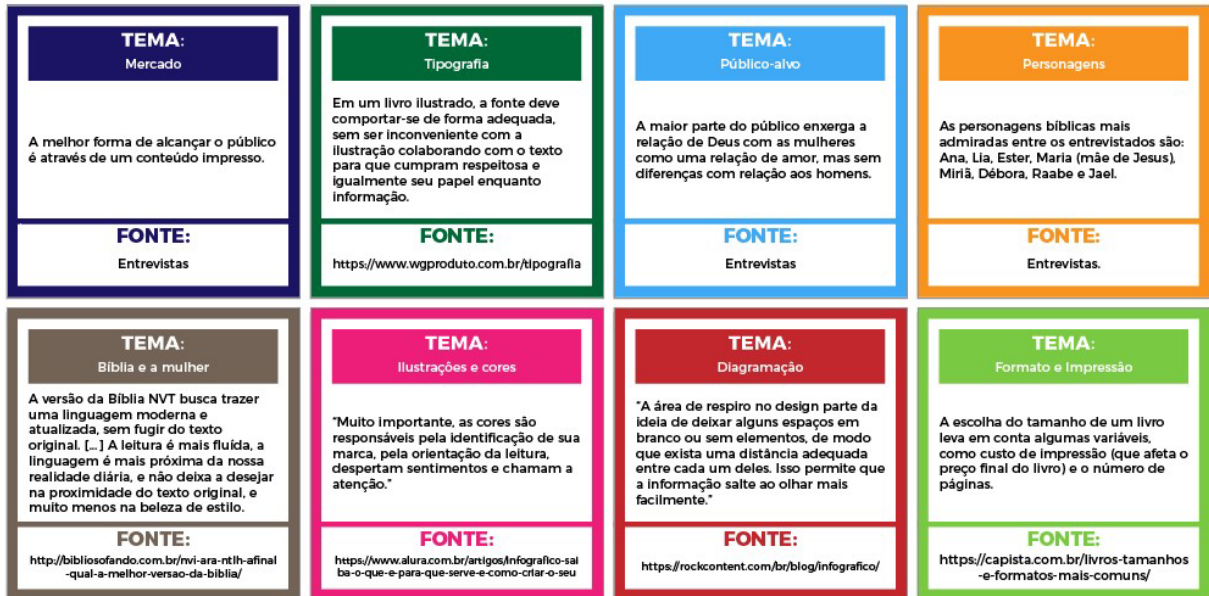 TEMA:
Mercado
A melhor forma de alcançar o público
é através de um conteúdo impresso.
FONTE:
Entrevistas
TEMA:
Tipografia
Em um livro ilustrado, a fonte deve
comportar-se de forma adequada,
sem ser inconveniente com a
ilustração colaborando com o texto
para que cumpram respeitosa e
igualmente seu papel enquanto
informação.
FONTE:
https://www.wgproduto.com.br/tipografia
TEMA:
Público-alvo
A maior parte do público enxerga a
relação de Deus com as mulheres
como uma relação de amor, mas sem
diferenças com relação aos homens.
FONTE:
Entrevistas
TEMA:
Personagens
As personagens bíblicas mais
admiradas entre os entrevistados são:
Ana, Lia, Ester, Maria (mãe de Jesus),
Miriã, Débora, Raabe e Jael.
FONTE:
Entrevistas.
TEMA:
Bíblia e a mulher
A versão da Bíblia NVT busca trazer
uma linguagem moderna e
atualizada, sem fugir do texto
original. [...] A leitura é mais fluída, a
linguagem é mais próxima da nossa
realidade diária, e não deixa a desejar
na proximidade do texto original, e
muito menos na beleza de estilo.
FONTE:
http://bibliosofando.com.br/nvi-ara-ntlh-afinal
-qual-a-melhor-versao-da-biblia/
TEMA:
Ilustrações e cores
"Muito importante, as cores são
responsáveis pela identificação de sua
marca, pela orientação da leitura,
despertam sentimentos e chamam a
atenção."
FONTE:
https://www.alura.com.br/artigos/infografico-sai
ba-o-que-e-para-que-serve-e-como-criar-o-seu
TEMA:
Diagramação
"A área de respiro no design parte da
ideia de deixar alguns espaços em
branco ou sem elementos, de modo
que exista uma distância adequada
entre cada um deles. Isso permite que
a informação salte ao olhar mais
facilmente."
FONTE:
https://rockcontent.com/br/blog/infografico/
TEMA:
Formato e Impressão
A escolha do tamanho de um livro
leva em conta algumas variáveis,
como custo de impressão (que afeta o
preço final do livro) e o número de
páginas.
FONTE:
https://capista.com.br/livros-tamanhos
-e-formatos-mais-comuns/